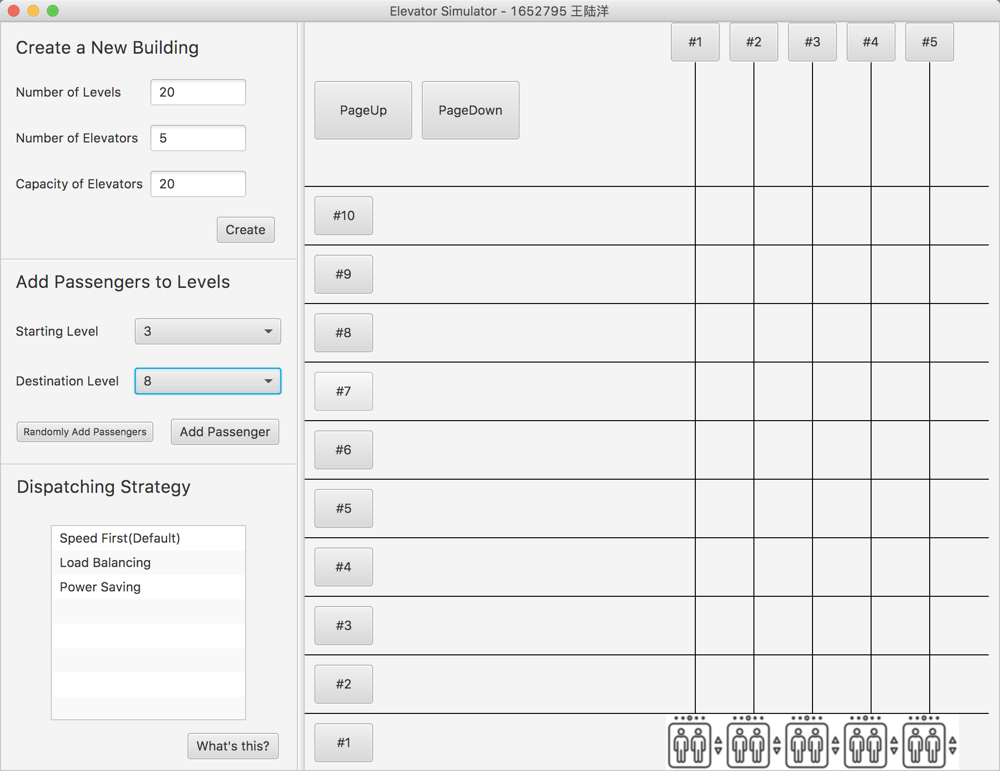 Elevator Simulator - 1652795 王陆洋
Create a New Building
Number of Levels 20
Number of Elevators 5
Capacity of Elevators 20
Create
Add Passengers to Levels
Starting Level 3
Destination Level 8
Randomly Add Passengers Add Passenger
Dispatching Strategy
Speed First(Default)
Load Balancing
Power Saving
What's this?
#1 #2 #3 #4 #5
PageUp PageDown
#10
#9
#8
#7
#6
#5
#4
#3
#2
#1